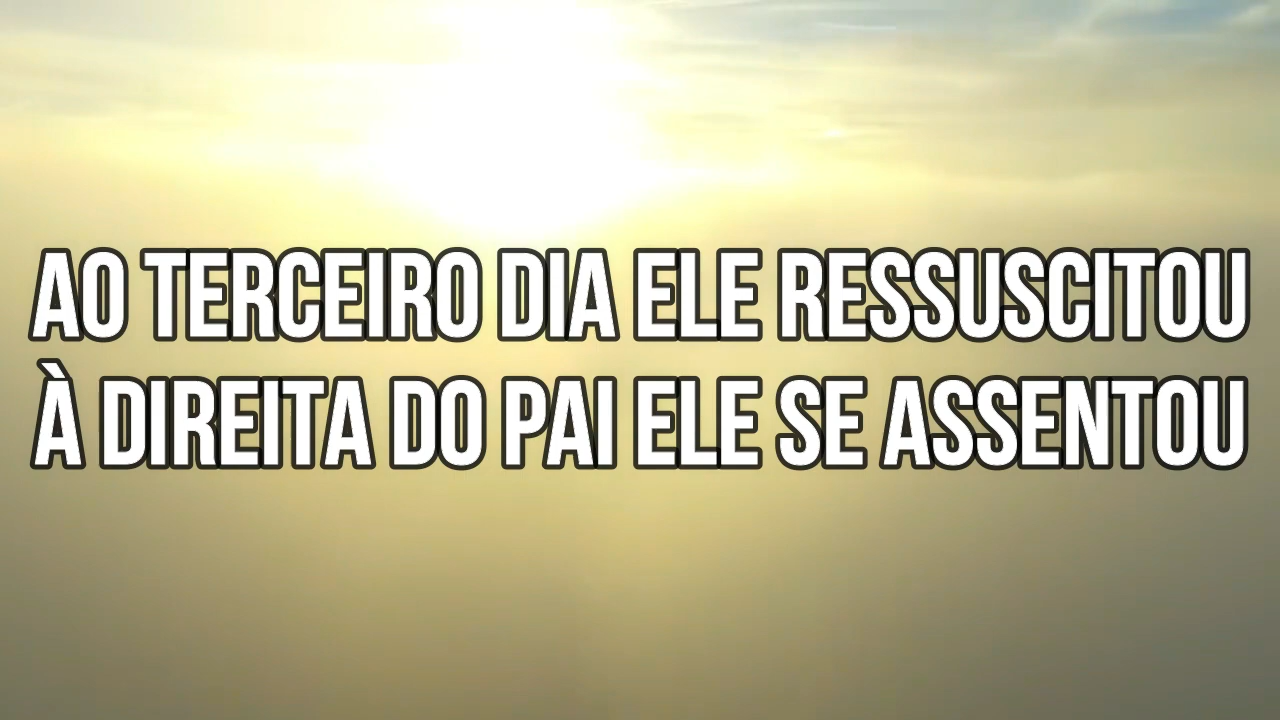 AO TERCEIRO DIA ELE RESSUSCITOU
À DIREITA DO PAI ELE SE ASSENTOU